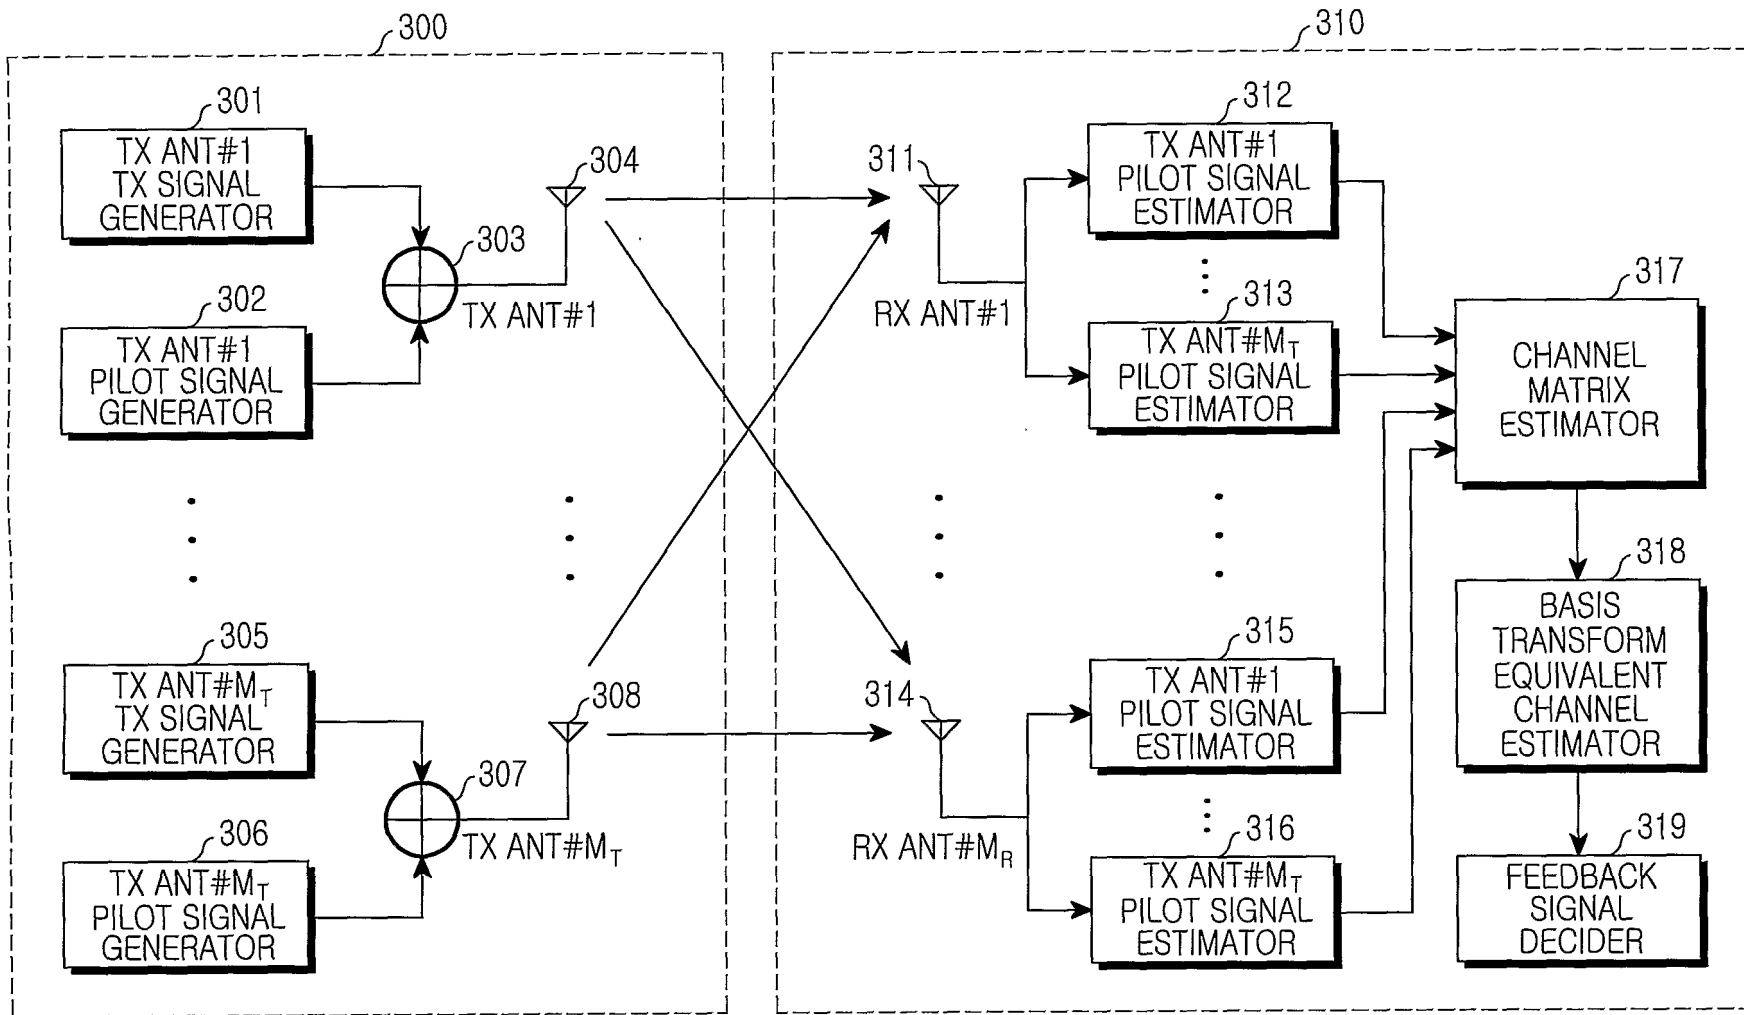 300
310
301
TX ANT#1
TX SIGNAL
GENERATOR
302
TX ANT#1
PILOT SIGNAL
GENERATOR
303
304
TX ANT#1
305
TX ANT#M_T
TX SIGNAL
GENERATOR
306
TX ANT#M_T
PILOT SIGNAL
GENERATOR
307
308
TX ANT#M_T
311
RX ANT#1
312
TX ANT#1
PILOT SIGNAL
ESTIMATOR
313
TX ANT#M_T
PILOT SIGNAL
ESTIMATOR
314
RX ANT#M_R
315
TX ANT#1
PILOT SIGNAL
ESTIMATOR
316
TX ANT#M_T
PILOT SIGNAL
ESTIMATOR
317
CHANNEL
MATRIX
ESTIMATOR
318
BASIS
TRANSFORM
EQUIVALENT
CHANNEL
ESTIMATOR
319
FEEDBACK
SIGNAL
DECIDER